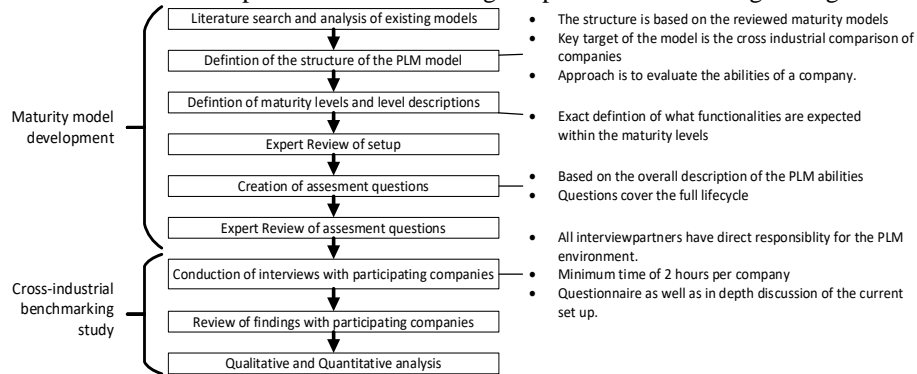 Literature search and analysis of existing models
Defintion of the structure of the PLM model
Defintion of maturity levels and level descriptions
Expert Review of setup
Creation of assesment questions
Expert Review of assesment questions
Conduction of interviews with participating companies
Review of findings with participating companies
Qualitative and Quantitative analysis
Maturity model
development
Cross-industrial
benchmarking
study
• The structure is based on the reviewed maturity models
• Key target of the model is the cross industrial comparison of
companies
• Approach is to evaluate the abilities of a company.
• Exact defintion of what functionalities are expected
within the maturity levels
• Based on the overall description of the PLM abilities
• Questions cover the full lifecycle
• All interviewpartners have direct responsiblity for the PLM
environment.
• Minimum time of 2 hours per company
• Questionnaire as well as in depth discussion of the current
set up.